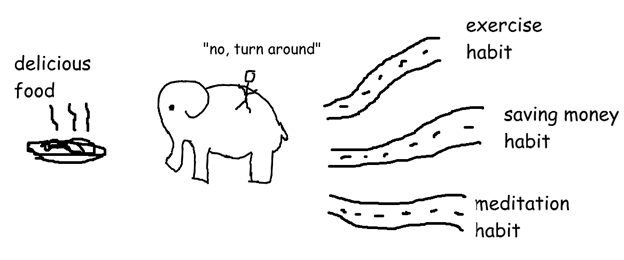 exercise
habit
"no, turn around"
delicious
food
saving money
habit
meditation
habit